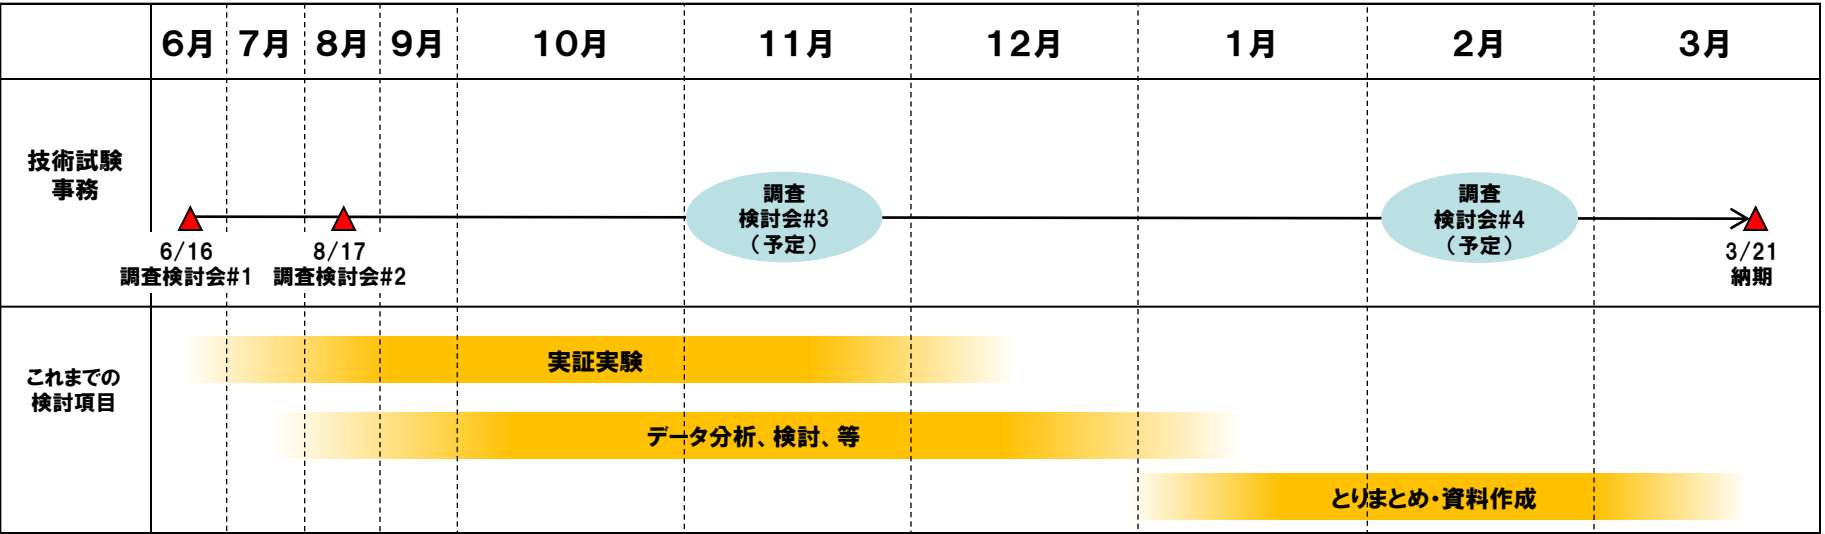 6月 7月 8月 9月 10月 11月 12月 1月 2月 3月
技術試験
事務
調査
検討会#3
（予定）
調査
検討会#4
（予定）
6/16
調査検討会#1
8/17
調査検討会#2
3/21
納期
これまでの
検討項目
実証実験
データ分析、検討、等
とりまとめ・資料作成